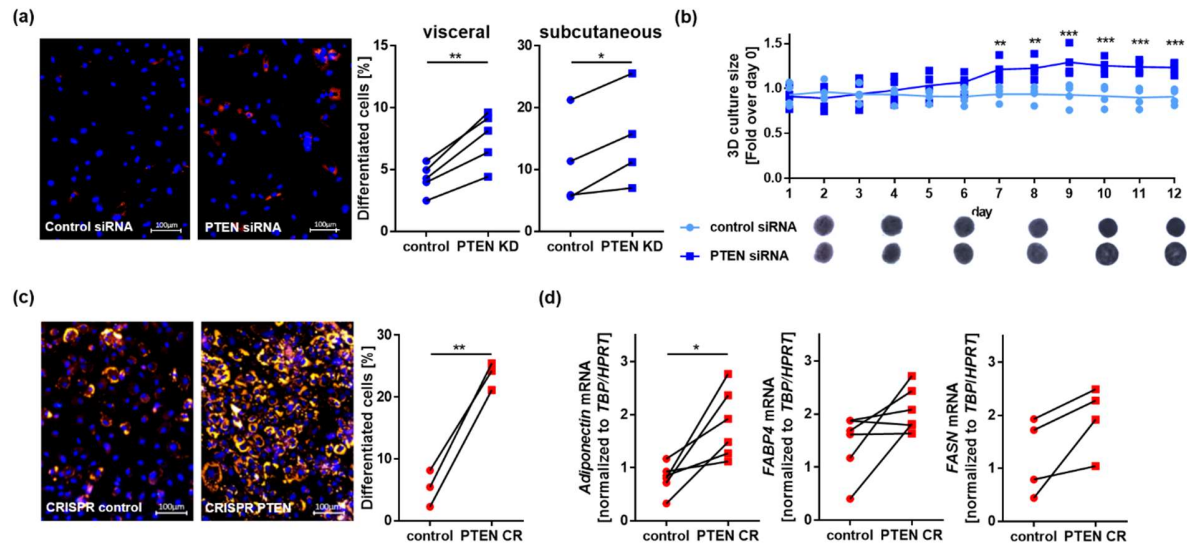 (a)
Control siRNA
100µm
PTEN siRNA
100µm
visceral
**
Differentiated cells [%]
15
10
5
0
control PTEN KD
subcutaneous
*
30
20
10
0
control PTEN KD
(b)
3D culture size
[Fold over day 0]
1.5
1.0
0.5
0.0
** ** *** *** *** ***
1 2 3 4 5 6 7 8 9 10 11 12
day
control siRNA
PTEN siRNA
(c)
CRISPR control
100µm
CRISPR PTEN
100µm
**
Differentiated cells [%]
30
20
10
0
control PTEN CR
(d)
Adiponectin mRNA
[normalized to TBP/HPRT]
*
3
2
1
0
control PTEN CR
FABP4 mRNA
[normalized to TBP/HPRT]
3
2
1
0
control PTEN CR
FASN mRNA
[normalized to TBP/HPRT]
3
2
1
0
control PTEN CR